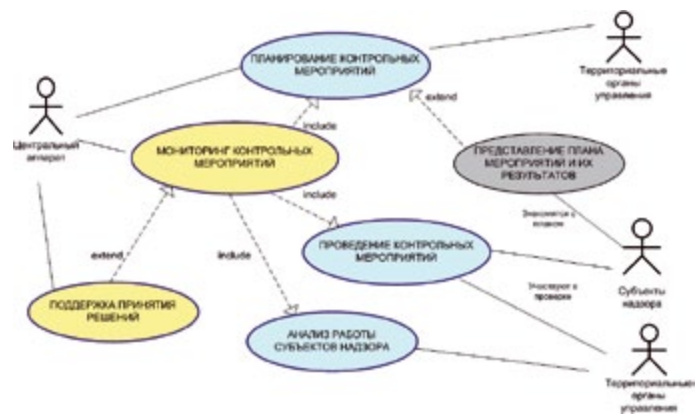 ПЛАНИРОВАНИЕ КОНТРОЛЬНЫХ
МЕРОПРИЯТИЙ
Территориальные
органы
управления
extend
include
Центральный
аппарат
МОНИТОРИНГ КОНТРОЛЬНЫХ
МЕРОПРИЯТИЙ
ПРЕДСТАВЛЕНИЕ ПЛАНА
МЕРОПРИЯТИЙ И ИХ
РЕЗУЛЬТАТОВ
include
Знакомятся с
планом
ПРОВЕДЕНИЕ КОНТРОЛЬНЫХ
МЕРОПРИЯТИЙ
extend
include
Участвуют в
проверке
Субъекты
надзора
ПОДДЕРЖКА ПРИНЯТИЯ
РЕШЕНИЙ
АНАЛИЗ РАБОТЫ
СУБЪЕКТОВ НАДЗОРА
Территориальные
органы
управления